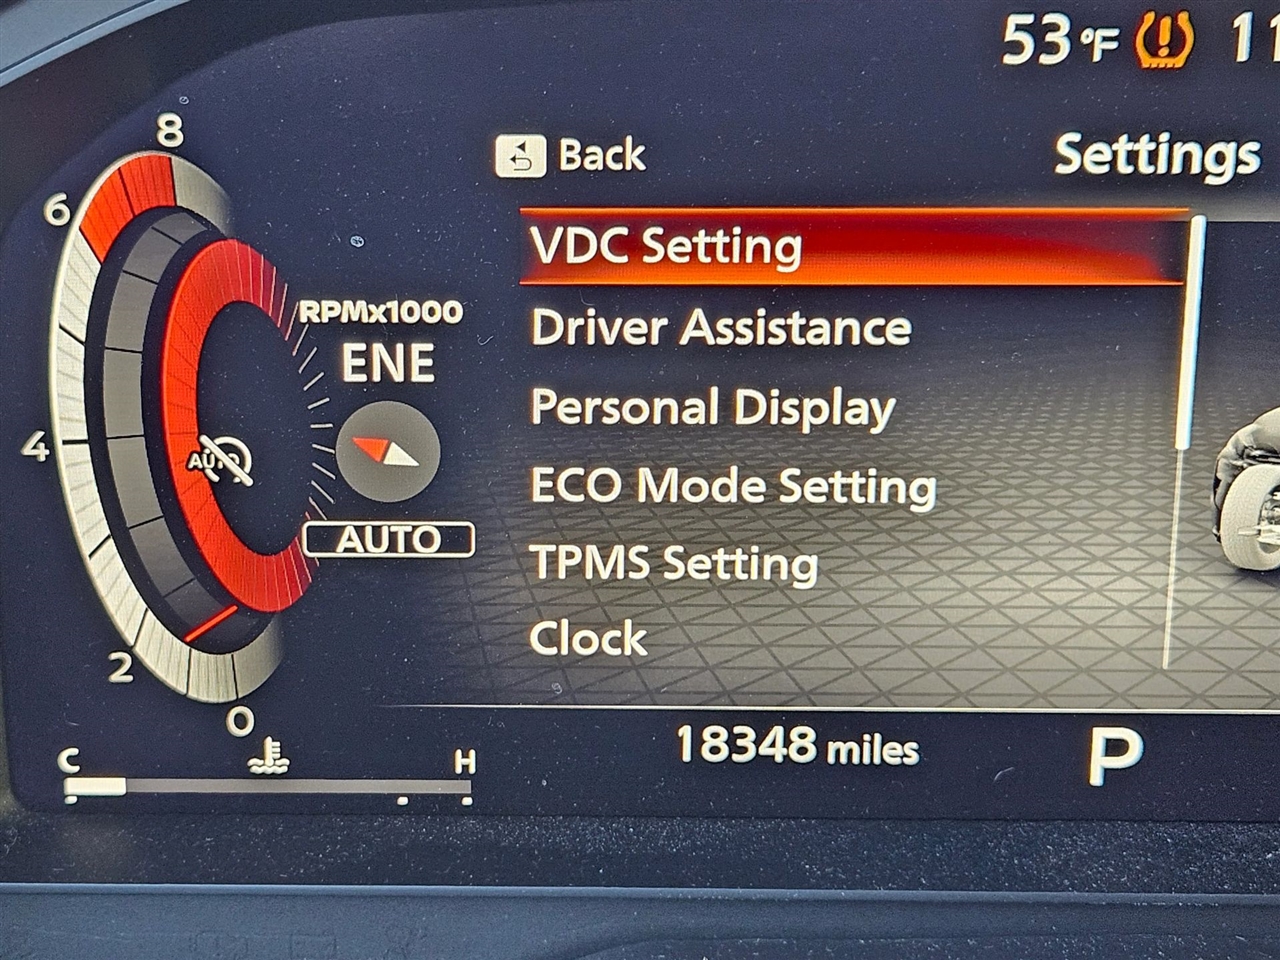 53 °F 11
Back
Settings
8
6
4
2
0
RPMx1000
ENE
AUTO
AUTO
VDC Setting
Driver Assistance
Personal Display
ECO Mode Setting
TPMS Setting
Clock
C H
18348 miles
P